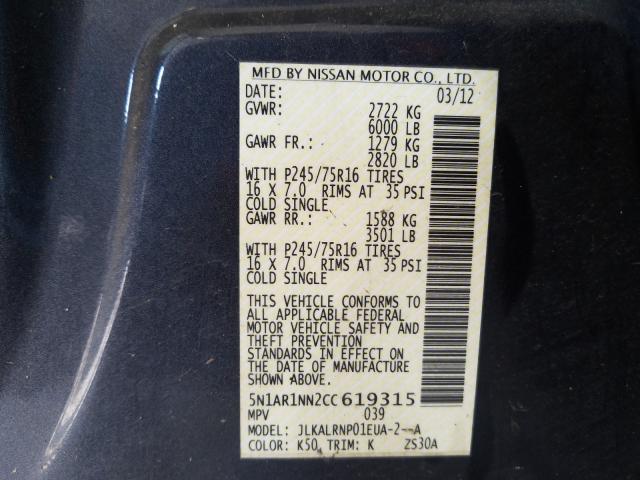 MFD BY NISSAN MOTOR CO., LTD.
DATE: 03/12
GVWR: 2722 KG
6000 LB
GAWR FR.: 1279 KG
2820 LB
WITH P245/75R16 TIRES
16 X 7.0 RIMS AT 35 PSI
COLD SINGLE
GAWR RR.: 1588 KG
3501 LB
WITH P245/75R16 TIRES
16 X 7.0 RIMS AT 35 PSI
COLD SINGLE
THIS VEHICLE CONFORMS TO
ALL APPLICABLE FEDERAL
MOTOR VEHICLE SAFETY AND
THEFT PREVENTION
STANDARDS IN EFFECT ON
THE DATE OF MANUFACTURE
SHOWN ABOVE.
5N1AR1NN2CC619315
MPV 039
MODEL: JLKALRNP01EUA-2--A
COLOR: K50, TRIM: K ZS30A